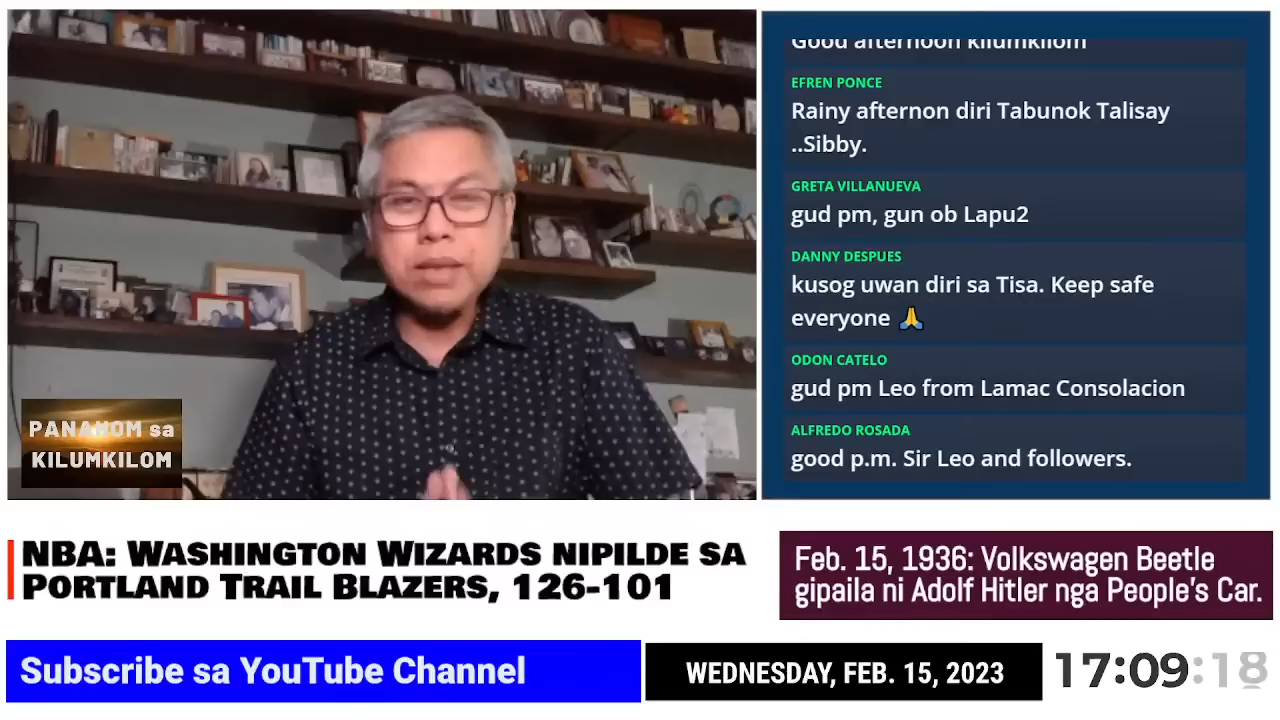 Good afternoon kilumkilom
EFREN PONCE
Rainy afternon diri Tabunok Talisay
..Sibby.
GRETA VILLANUEVA
gud pm, gun ob Lapu2
DANNY DESPUES
kusog uwan diri sa Tisa. Keep safe
everyone 🙏
ODON CATELO
gud pm Leo from Lamac Consolacion
ALFREDO ROSADA
good p.m. Sir Leo and followers.
PANAHOM sa
KILUMKILOM
NBA: WASHINGTON WIZARDS NIPILDE SA
PORTLAND TRAIL BLAZERS, 126-101
Feb. 15, 1936: Volkswagen Beetle
gipaila ni Adolf Hitler nga People's Car.
Subscribe sa YouTube Channel
WEDNESDAY, FEB. 15, 2023
17:09:18